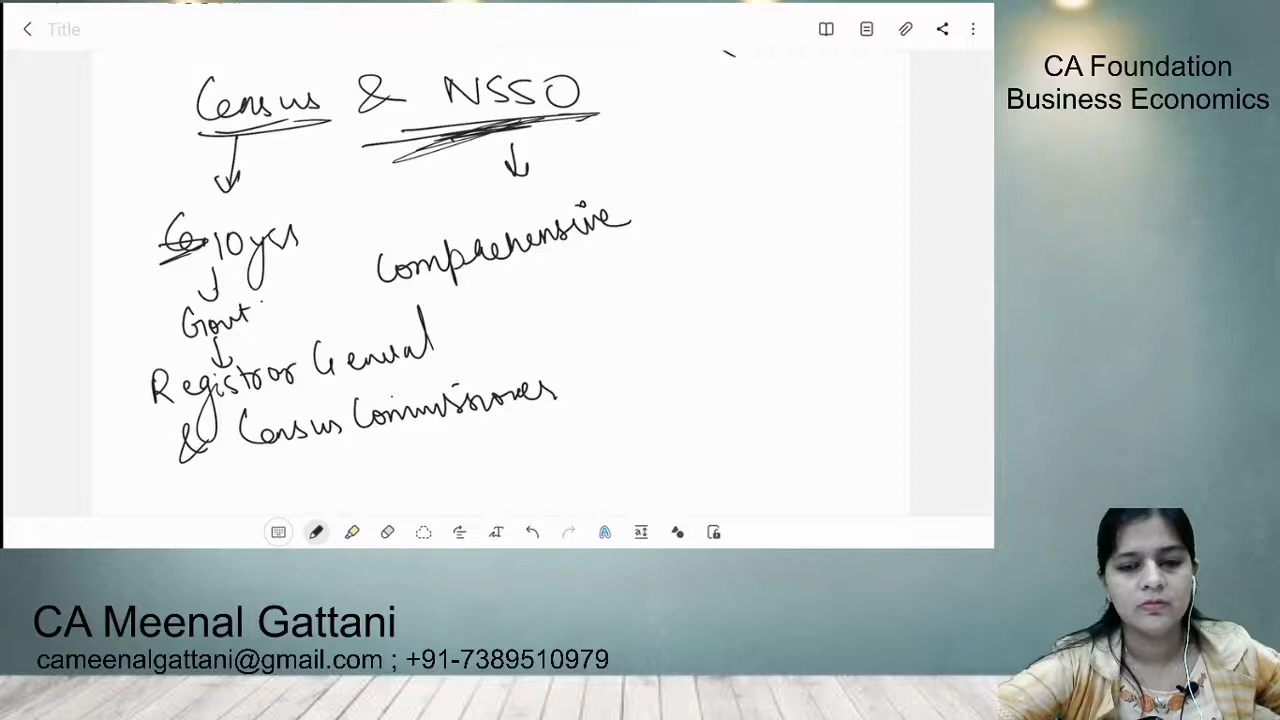 Title
CA Foundation
Business Economics
Census & NSSO
10 yrs
Comprehensive
Govt
Registror General
& Census Commissioner
CA Meenal Gattani
cameenalgattani@gmail.com ; +91-7389510979